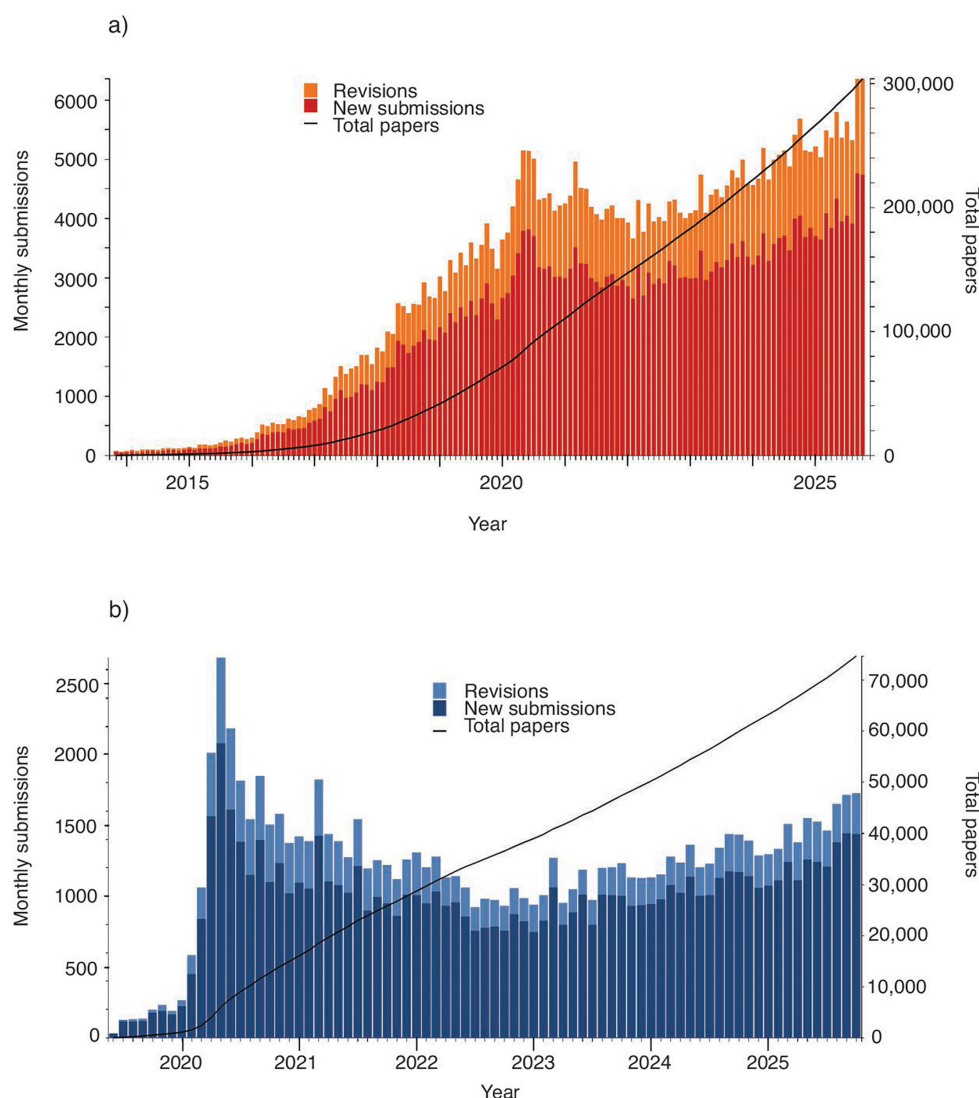 a)
Revisions
New submissions
Total papers
6000
5000
4000
3000
2000
1000
0
Monthly submissions
300,000
200,000
100,000
0
Total papers
2015
2020
2025
Year
b)
Revisions
New submissions
Total papers
2500
2000
1500
1000
500
0
Monthly submissions
70,000
60,000
50,000
40,000
30,000
20,000
10,000
0
Total papers
2020
2021
2022
2023
2024
2025
Year